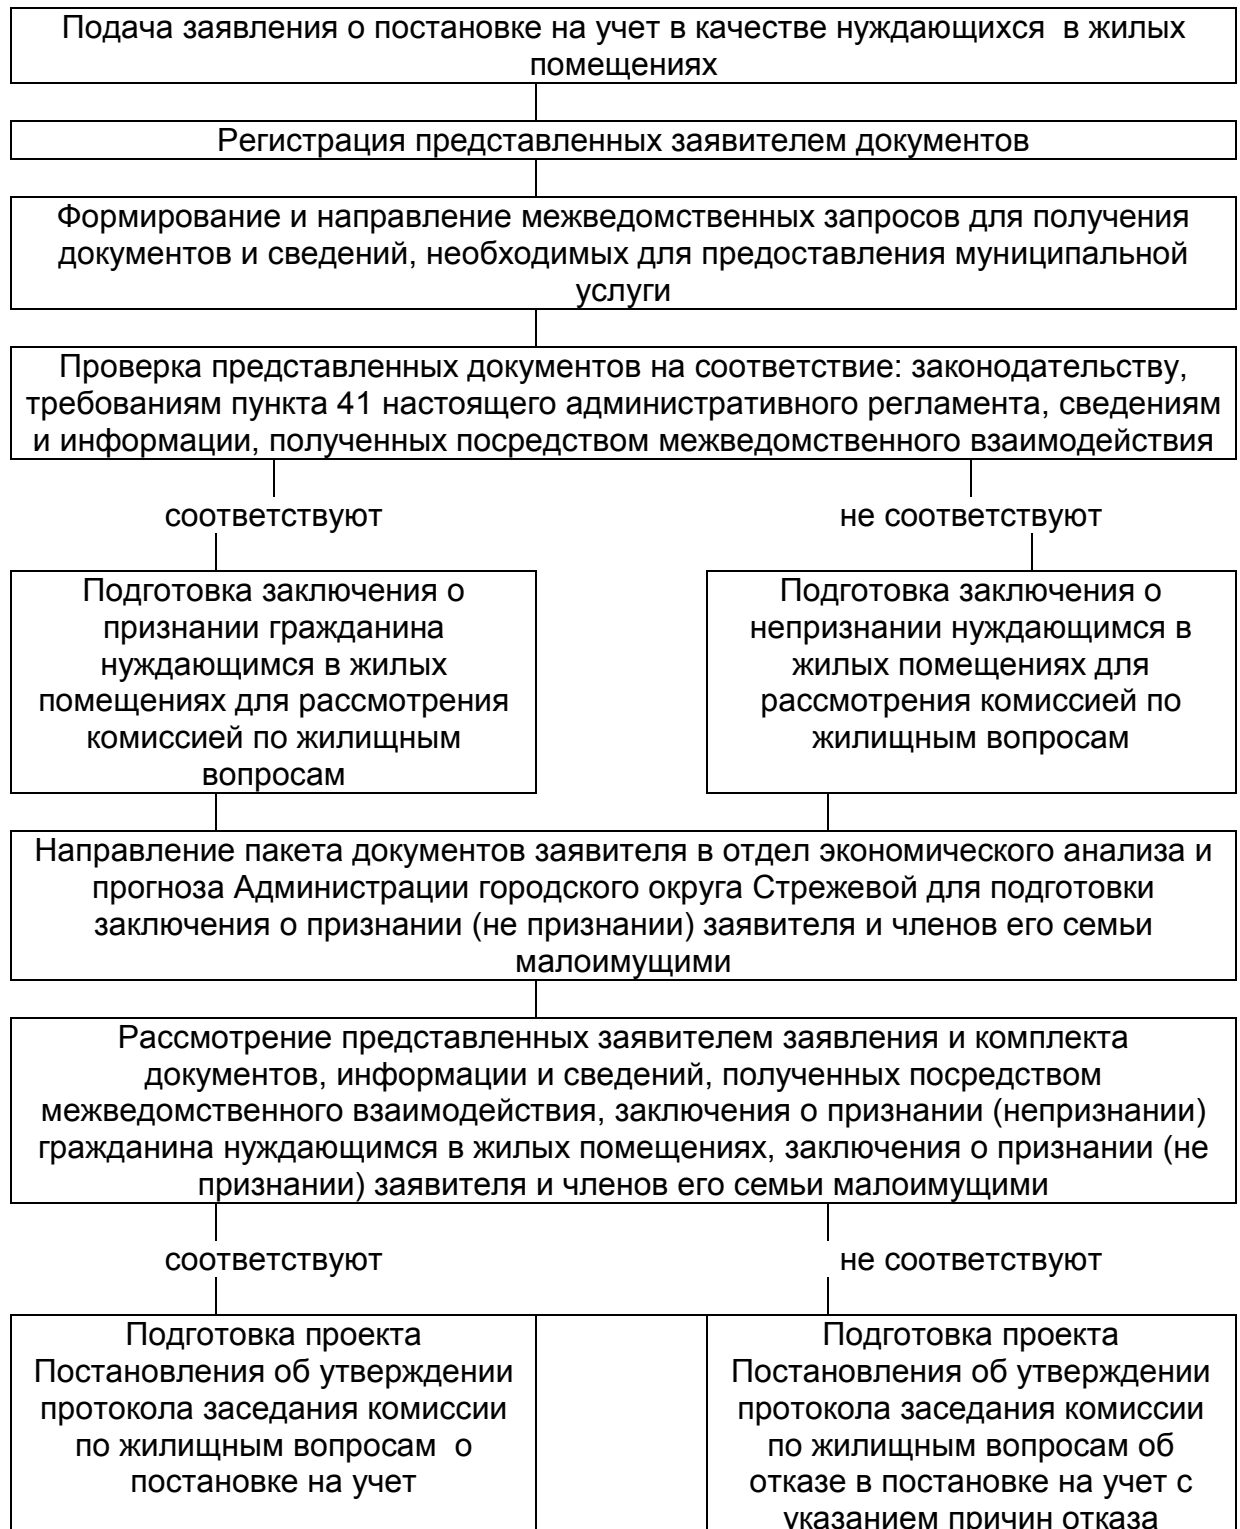 Подача заявления о постановке на учет в качестве нуждающихся  в жилых
помещениях
Регистрация представленных заявителем документов
Формирование и направление межведомственных запросов для получения
документов и сведений, необходимых для предоставления муниципальной
услуги
Проверка представленных документов на соответствие: законодательству,
требованиям пункта 41 настоящего административного регламента, сведениям
и информации, полученных посредством межведомственного взаимодействия
соответствуют
не соответствуют
Подготовка заключения о
признании гражданина
нуждающимся в жилых
помещениях для рассмотрения
комиссией по жилищным
вопросам
Подготовка заключения о
непризнании нуждающимся в
жилых помещениях для
рассмотрения комиссией по
жилищным вопросам
Направление пакета документов заявителя в отдел экономического анализа и
прогноза Администрации городского округа Стрежевой для подготовки
заключения о признании (не признании) заявителя и членов его семьи
малоимущими
Рассмотрение представленных заявителем заявления и комплекта
документов, информации и сведений, полученных посредством
межведомственного взаимодействия, заключения о признании (непризнании)
гражданина нуждающимся в жилых помещениях, заключения о признании (не
признании) заявителя и членов его семьи малоимущими
соответствуют
не соответствуют
Подготовка проекта
Постановления об утверждении
протокола заседания комиссии
по жилищным вопросам  о
постановке на учет
Подготовка проекта
Постановления об утверждении
протокола заседания комиссии
по жилищным вопросам об
отказе в постановке на учет с
указанием причин отказа